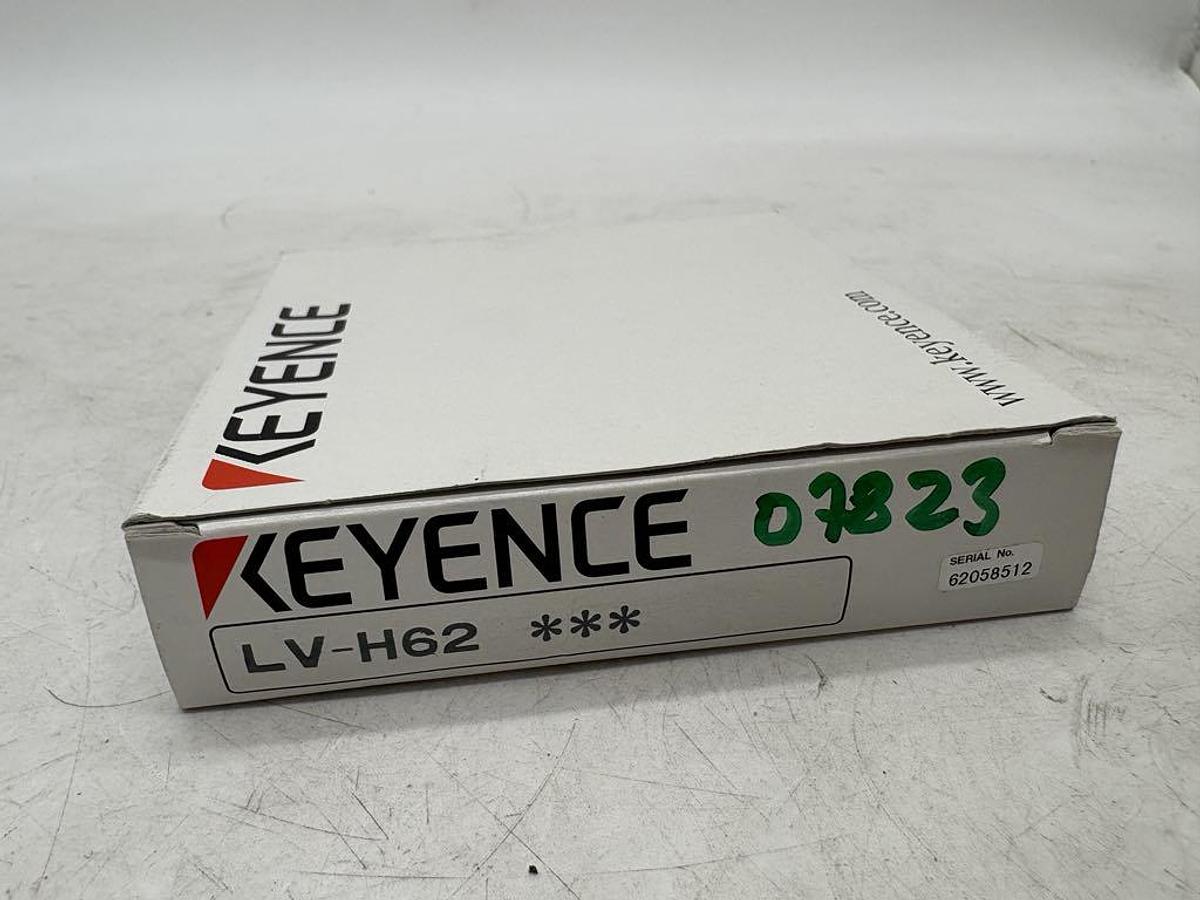 KEYENCE
www.keyence.com
KEYENCE
07823
SERIAL No.
62058512
LV-H62 ***